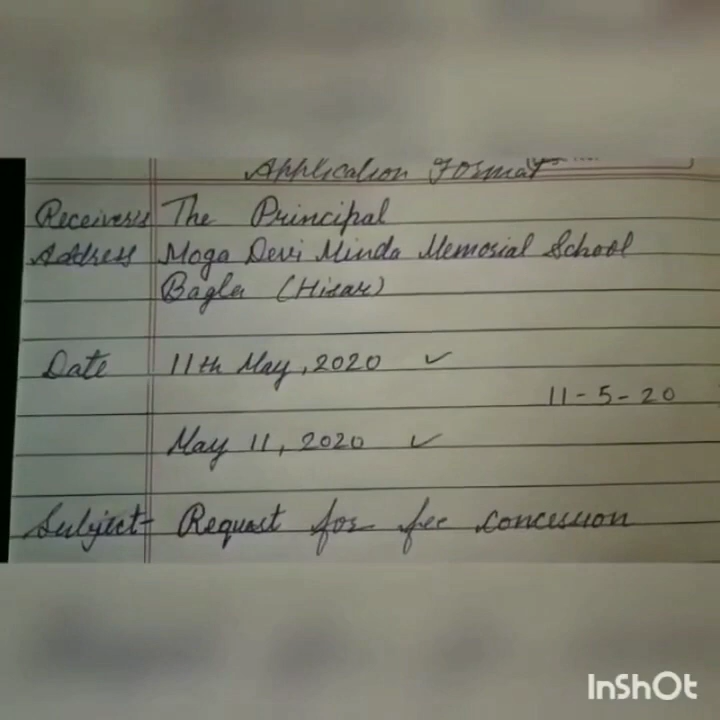 Application Format
Receiver's The Principal
Address Moga Devi Minda Memorial School
Bagla (Hisar)
Date 11th May, 2020 ✓
11-5-20
May 11, 2020 ✓
Subject- Request for fee concession
InShOt